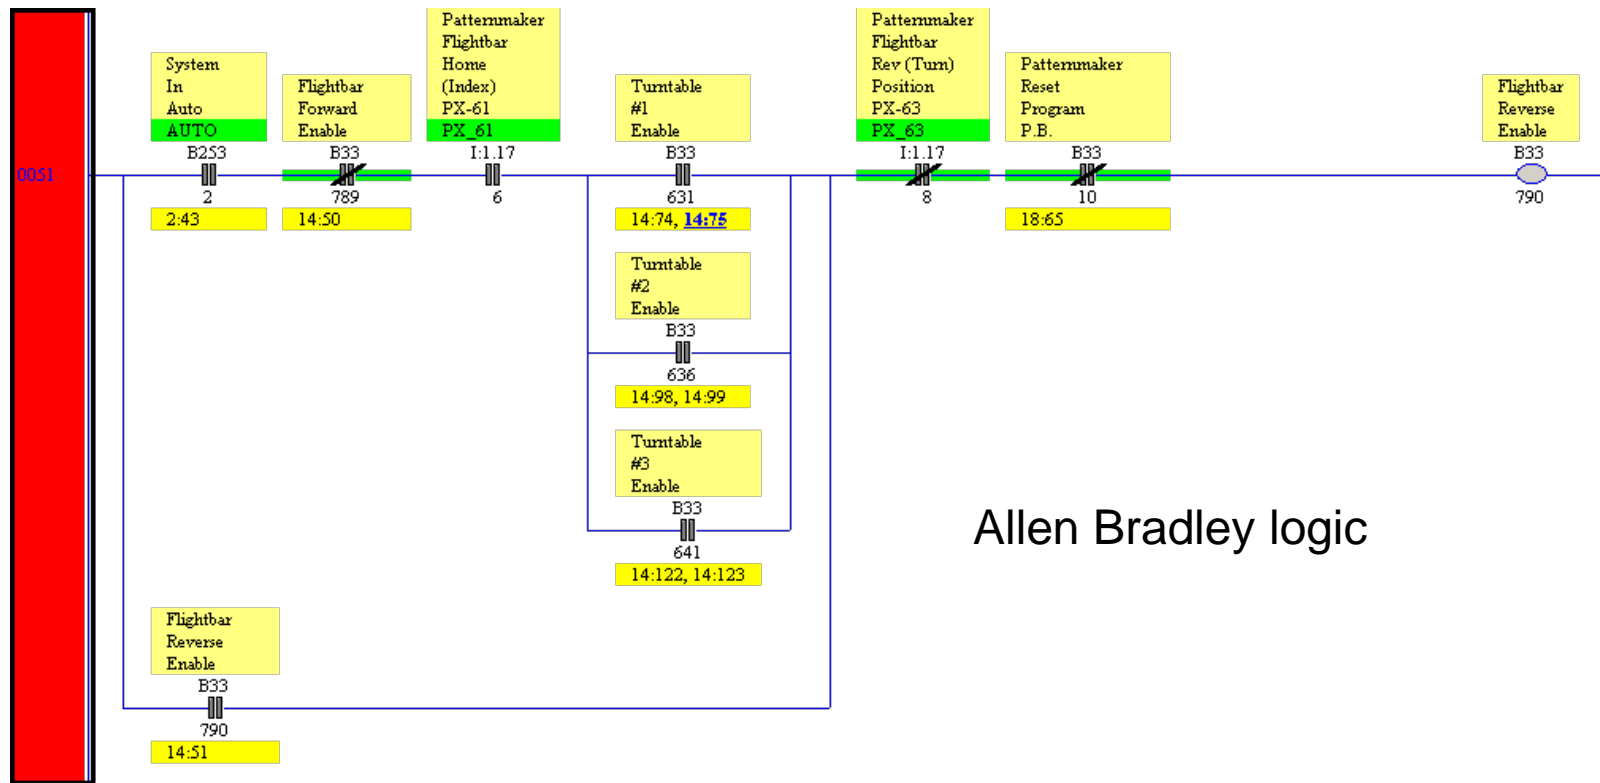 System
In
Auto
AUTO
B253
2
2:43
Flightbar
Forward
Enable
B33
789
14:50
Patternmaker
Flightbar
Home
(Index)
PX-61
PX_61
I:1.17
6
Turntable
#1
Enable
B33
631
14:74, 14:75
Patternmaker
Flightbar
Rev (Turn)
Position
PX-63
PX_63
I:1.17
8
Patternmaker
Reset
Program
P.B.
B33
10
18:65
Flightbar
Reverse
Enable
B33
790
0051
Turntable
#2
Enable
B33
636
14:98, 14:99
Turntable
#3
Enable
B33
641
14:122, 14:123
Allen Bradley logic
Flightbar
Reverse
Enable
B33
790
14:51